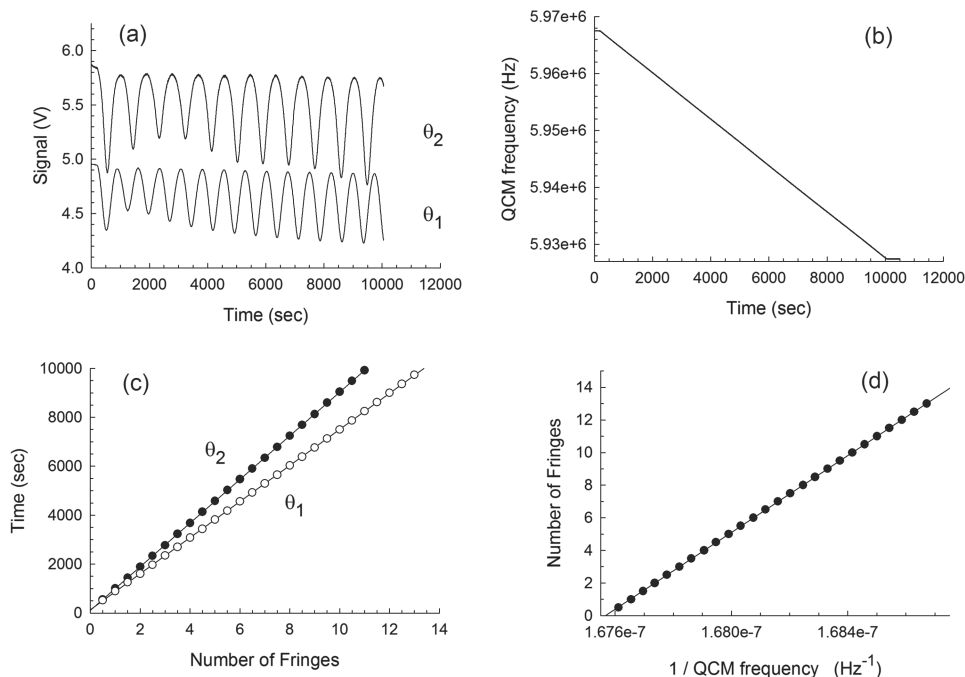 (a)
6.0
5.5
5.0
4.5
4.0
Signal (V)
θ2
θ1
0 2000 4000 6000 8000 10000 12000
Time (sec)
(b)
5.97e+6
5.96e+6
5.95e+6
5.94e+6
5.93e+6
QCM frequency (Hz)
0 2000 4000 6000 8000 10000 12000
Time (sec)
(c)
10000
8000
6000
4000
2000
0
Time (sec)
θ2
θ1
0 2 4 6 8 10 12 14
Number of Fringes
(d)
14
12
10
8
6
4
2
0
Number of Fringes
1.676e-7 1.680e-7 1.684e-7
1 / QCM frequency (Hz-1)